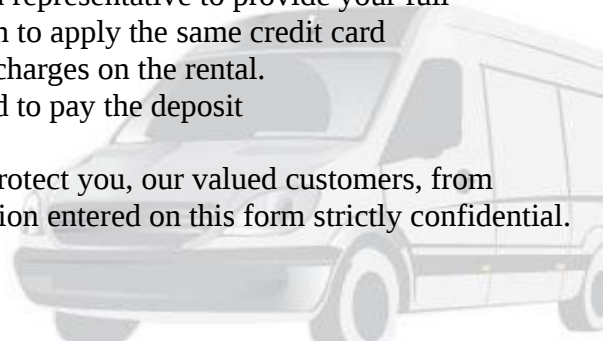 representative to provide your full
to apply the same credit card
charges on the rental.
to pay the deposit
rotect you, our valued customers, from
ion entered on this form strictly confidential.